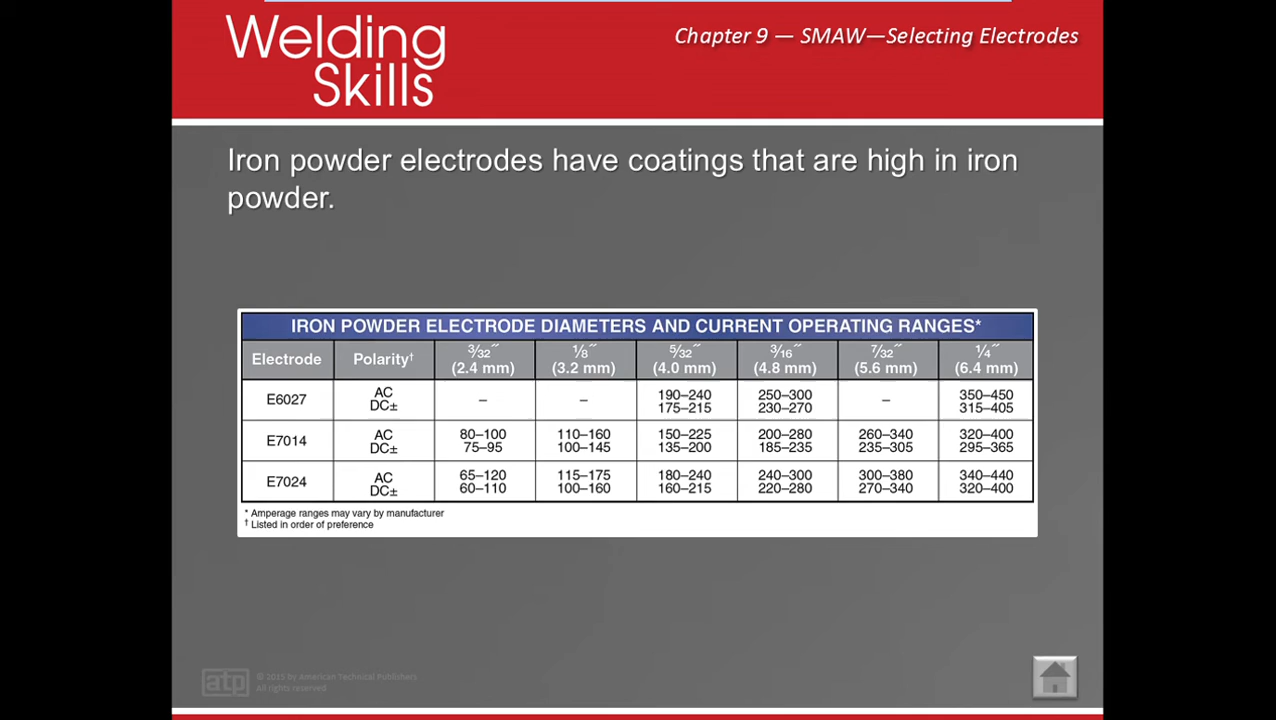 Welding
Skills
Chapter 9 — SMAW—Selecting Electrodes
Iron powder electrodes have coatings that are high in iron
powder.
IRON POWDER ELECTRODE DIAMETERS AND CURRENT OPERATING RANGES*
Electrode Polarity† 3⁄32″ (2.4 mm) 1⁄8″ (3.2 mm) 5⁄32″ (4.0 mm) 3⁄16″ (4.8 mm) 7⁄32″ (5.6 mm) 1⁄4″ (6.4 mm)
E6027 AC – – 190–240 250–300 – 350–450
DC± 175–215 230–270 315–405
E7014 AC 80–100 110–160 150–225 200–280 260–340 320–400
DC± 75–95 100–145 135–200 185–235 235–305 295–365
E7024 AC 65–120 115–175 180–240 240–300 300–380 340–440
DC± 60–110 100–160 160–215 220–280 270–340 320–400
* Amperage ranges may vary by manufacturer
† Listed in order of preference
atp
by American Technical Publishers
All rights reserved